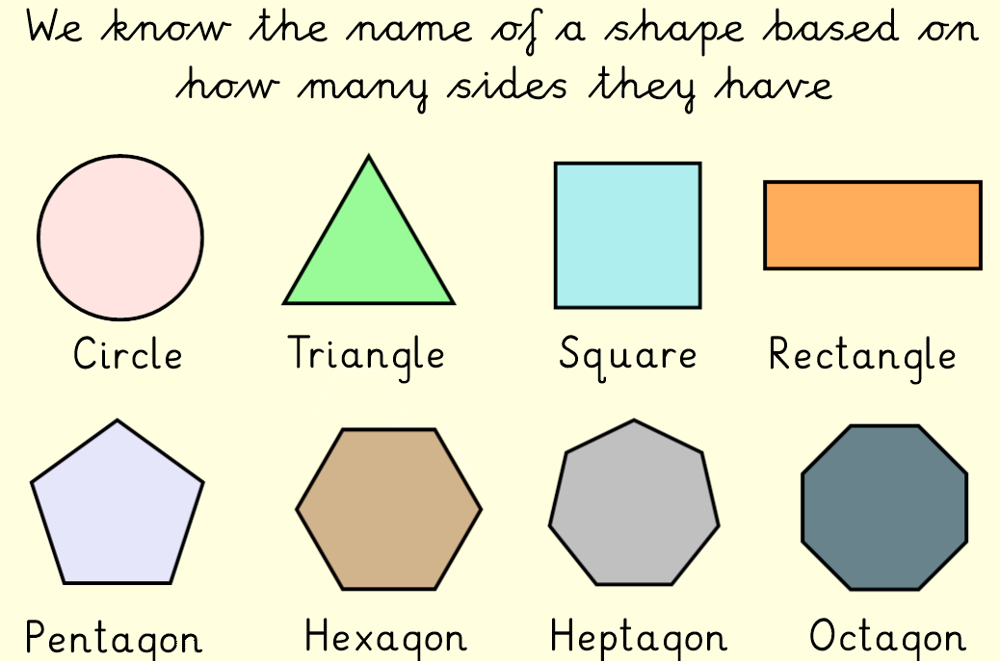 We know the name of a shape based on
how many sides they have
Circle Triangle Square Rectangle
Pentagon Hexagon Heptagon Octagon